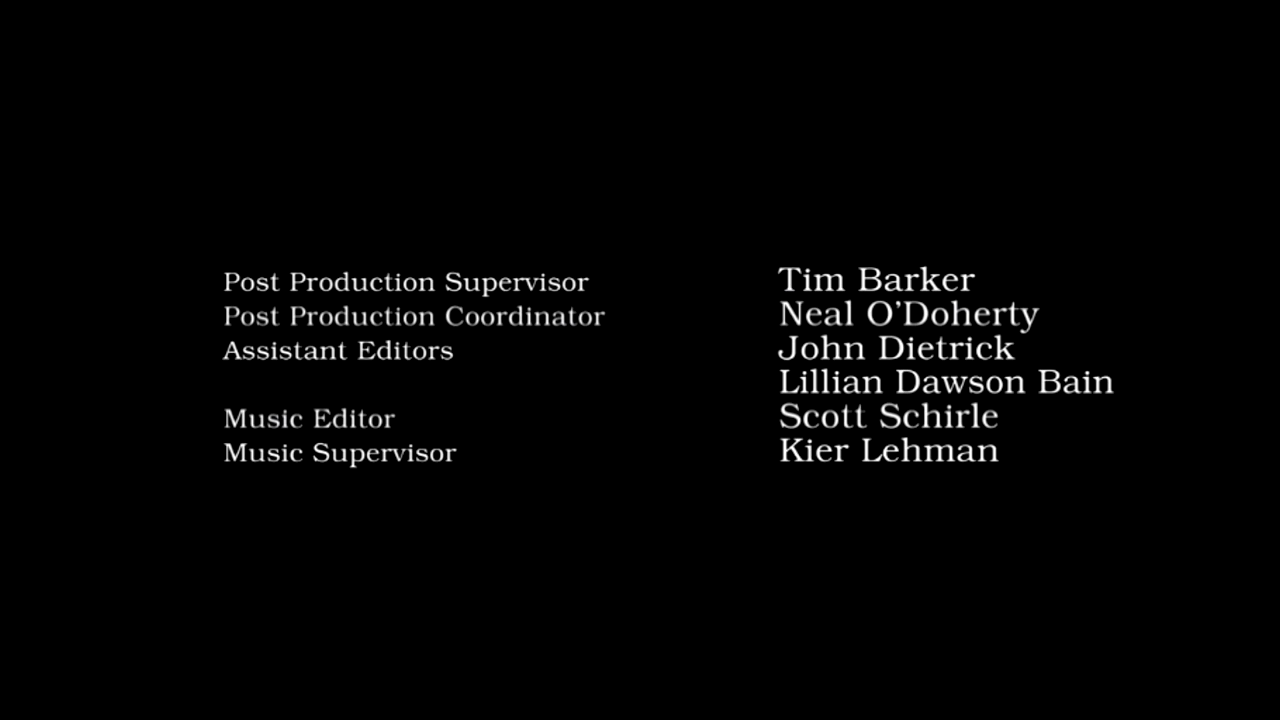 Post Production Supervisor Tim Barker
Post Production Coordinator Neal O'Doherty
Assistant Editors John Dietrick
Lillian Dawson Bain
Music Editor Scott Schirle
Music Supervisor Kier Lehman